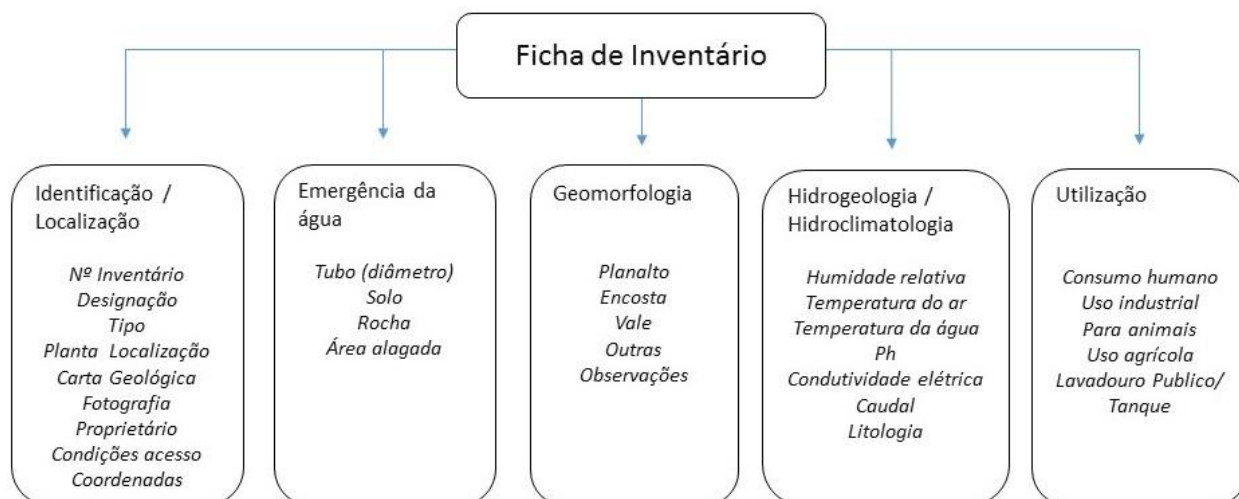 Ficha de Inventário
Identificação /
Localização
Nº Inventário
Designação
Tipo
Planta Localização
Carta Geológica
Fotografia
Proprietário
Condições acesso
Coordenadas
Emergência da
água
Tubo (diâmetro)
Solo
Rocha
Área alagada
Geomorfologia
Planalto
Encosta
Vale
Outras
Observações
Hidrogeologia /
Hidroclimatologia
Humidade relativa
Temperatura do ar
Temperatura da água
Ph
Condutividade elétrica
Caudal
Litologia
Utilização
Consumo humano
Uso industrial
Para animais
Uso agrícola
Lavadouro Publico/
Tanque